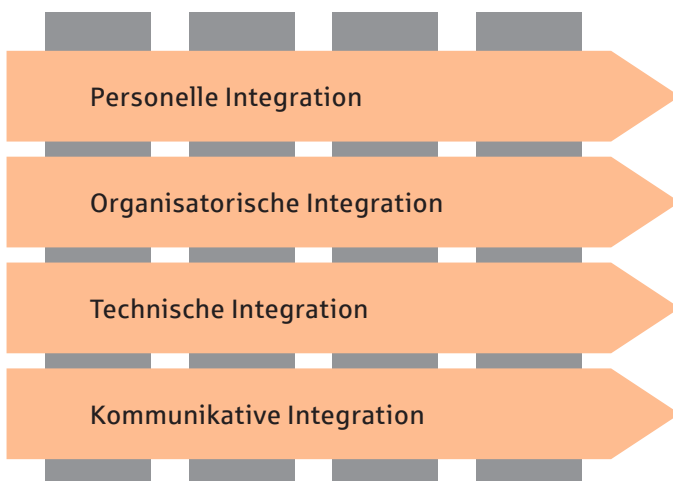 Personelle Integration
Organisatorische Integration
Technische Integration
Kommunikative Integration